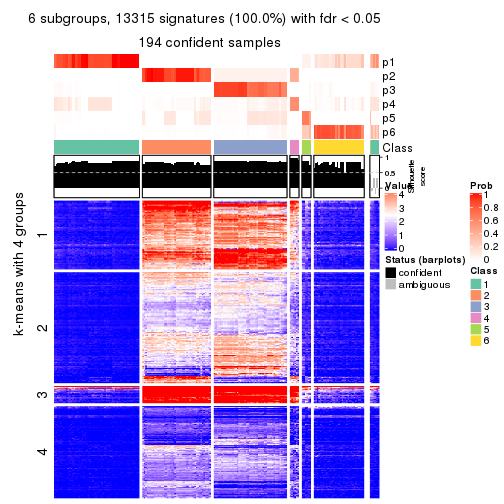 6 subgroups, 13315 signatures (100.0%) with fdr < 0.05
194 confident samples
p1
p2
p3
p4
p5
p6
Class
1
0.5
0
Silhouette score
k-means with 4 groups
1
2
3
4
Value
4
3
2
1
0
Status (barplots)
confident
ambiguous
Prob
1
0.8
0.6
0.4
0.2
0
Class
1
2
3
4
5
6